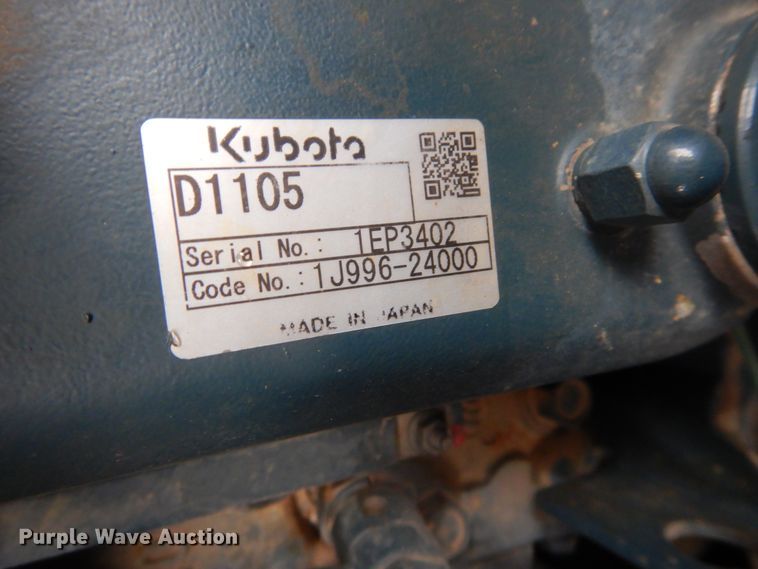 Kubota
D1105
Serial No.: 1EP3402
Code No.: 1J996-24000
MADE IN JAPAN
Purple Wave Auction